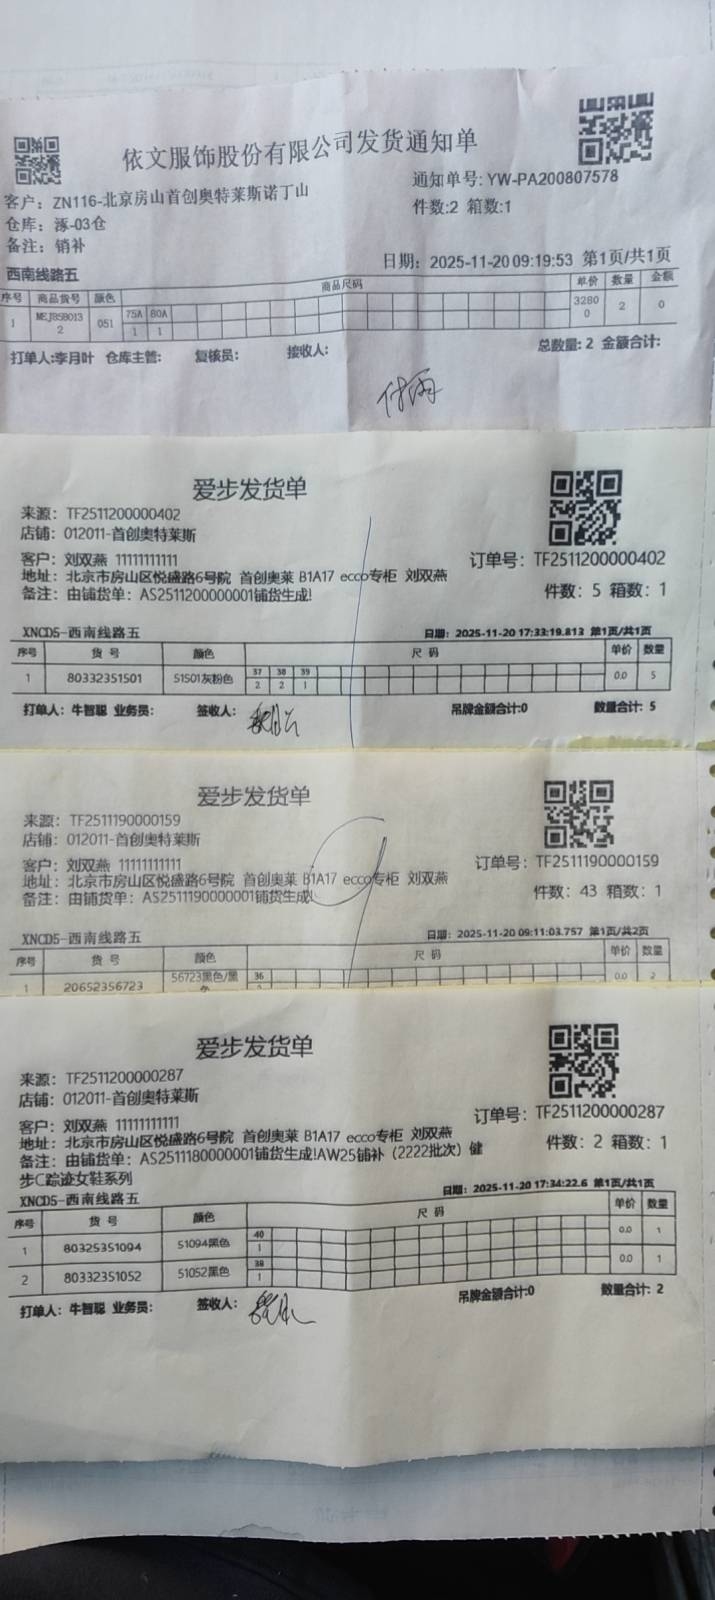 依文服饰股份有限公司发货通知单
客户：ZN116-北京房山首创奥特莱斯诺丁山
通知单号：YW-PA200807578
仓库：涿-03仓
件数:2 箱数:1
备注：销补
日期：2025-11-20 09:19:53 第1页/共1页
西南线路五
序号 商品货号 颜色 商品尺码 单价 数量 金额
75A 80A
1 MEJB5B0132 051 1 1 32800 2 0
打单人:李月叶 仓库主管: 复核员: 接收人: 总数量: 2 金额合计:
爱步发货单
来源：TF2511200000402
店铺：012011-首创奥特莱斯
客户：刘双燕 11111111111
订单号：TF2511200000402
地址：北京市房山区悦盛路6号院 首创奥莱 B1A17 ecco专柜 刘双燕
备注：由铺货单：AS2511200000001铺货生成!
件数：5 箱数：1
XNCD5-西南线路五
日期：2025-11-20 17:33:19.813 第1页/共1页
序号 货号 颜色 尺码 单价 数量
37 38 39
1 80332351501 51501灰粉色 2 2 1 0.0 5
打单人：牛智聪 业务员： 签收人： 吊牌金额合计:0 数量合计：5
爱步发货单
来源：TF2511190000159
店铺：012011-首创奥特莱斯
客户：刘双燕 11111111111
订单号：TF2511190000159
地址：北京市房山区悦盛路6号院 首创奥莱 B1A17 ecco专柜 刘双燕
备注：由铺货单：AS2511190000001铺货生成!
件数：43 箱数：1
XNCD5-西南线路五
日期：2025-11-20 09:11:03.757 第1页/共2页
序号 货号 颜色 尺码 单价 数量
36
1 20652356723 56723黑色/黑 0.0 2
爱步发货单
来源：TF2511200000287
店铺：012011-首创奥特莱斯
客户：刘双燕 11111111111
订单号：TF2511200000287
地址：北京市房山区悦盛路6号院 首创奥莱 B1A17 ecco专柜 刘双燕
备注：由铺货单：AS2511180000001铺货生成!AW25铺补（2222批次）健
步C踪迹女鞋系列
件数：2 箱数：1
XNCD5-西南线路五
日期：2025-11-20 17:34:22.6 第1页/共1页
序号 货号 颜色 尺码 单价 数量
40
1 80325351094 51094黑色 1 0.0 1
38
2 80332351052 51052黑色 1 0.0 1
打单人：牛智聪 业务员： 签收人： 吊牌金额合计:0 数量合计：2